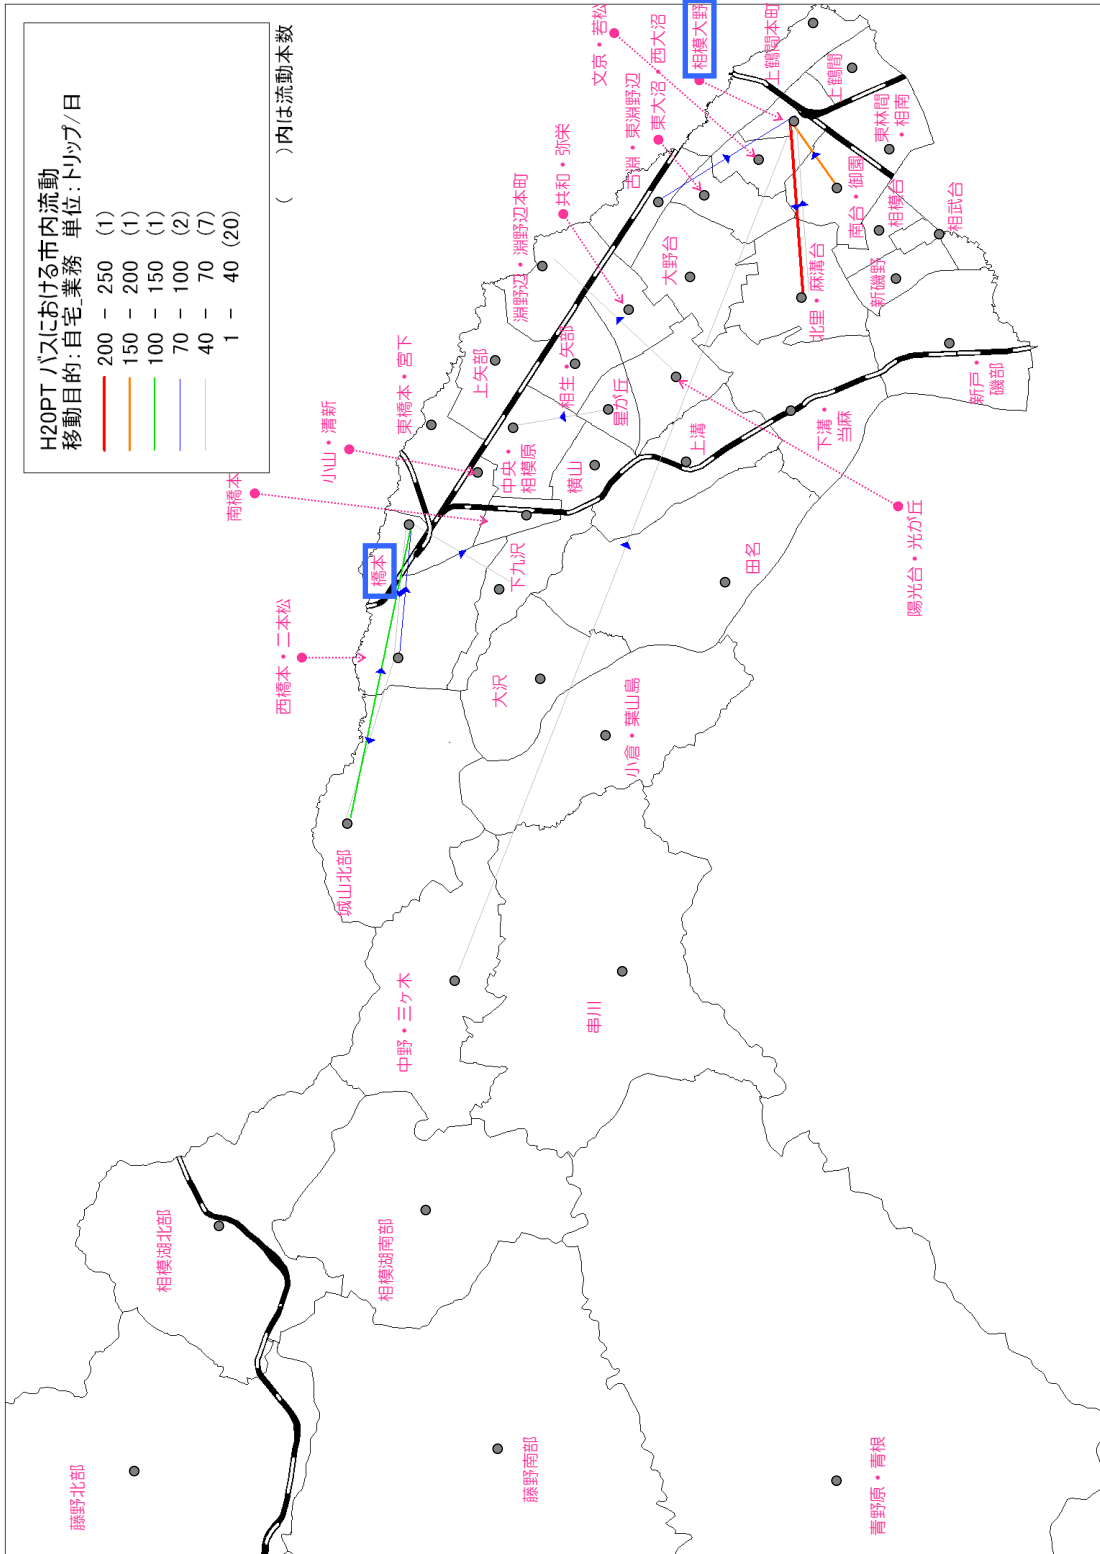 H20PT バスにおける市内流動
移動目的:自宅_業務 単位:トリップ/日
200 - 250 (1)
150 - 200 (1)
100 - 150 (1)
70 - 100 (2)
40 - 70 (7)
1 - 40 (20)
( )内は流動本数
藤野北部
相模湖北部
相模湖南部
藤野南部
青野原・青根
中野・三ヶ木
串川
城山北部
西橋本・二本松
橋本
南橋本
小山・清新
東橋本・宮下
大沢
下九沢
小倉・葉山島
田名
中央・
相模原
横山
上矢部
相生・矢部
星が丘
上溝
淵野辺・淵野辺本町
共和・弥栄
陽光台・光が丘
大野台
古淵・東淵野辺
東大沼・西大沼
文京・若松
相模大野
上鶴間本町
上鶴間
東林間
・相南
南台・御園
相模台
相武台
北里・麻溝台
新磯野
下溝・
当麻
新戸・
磯部